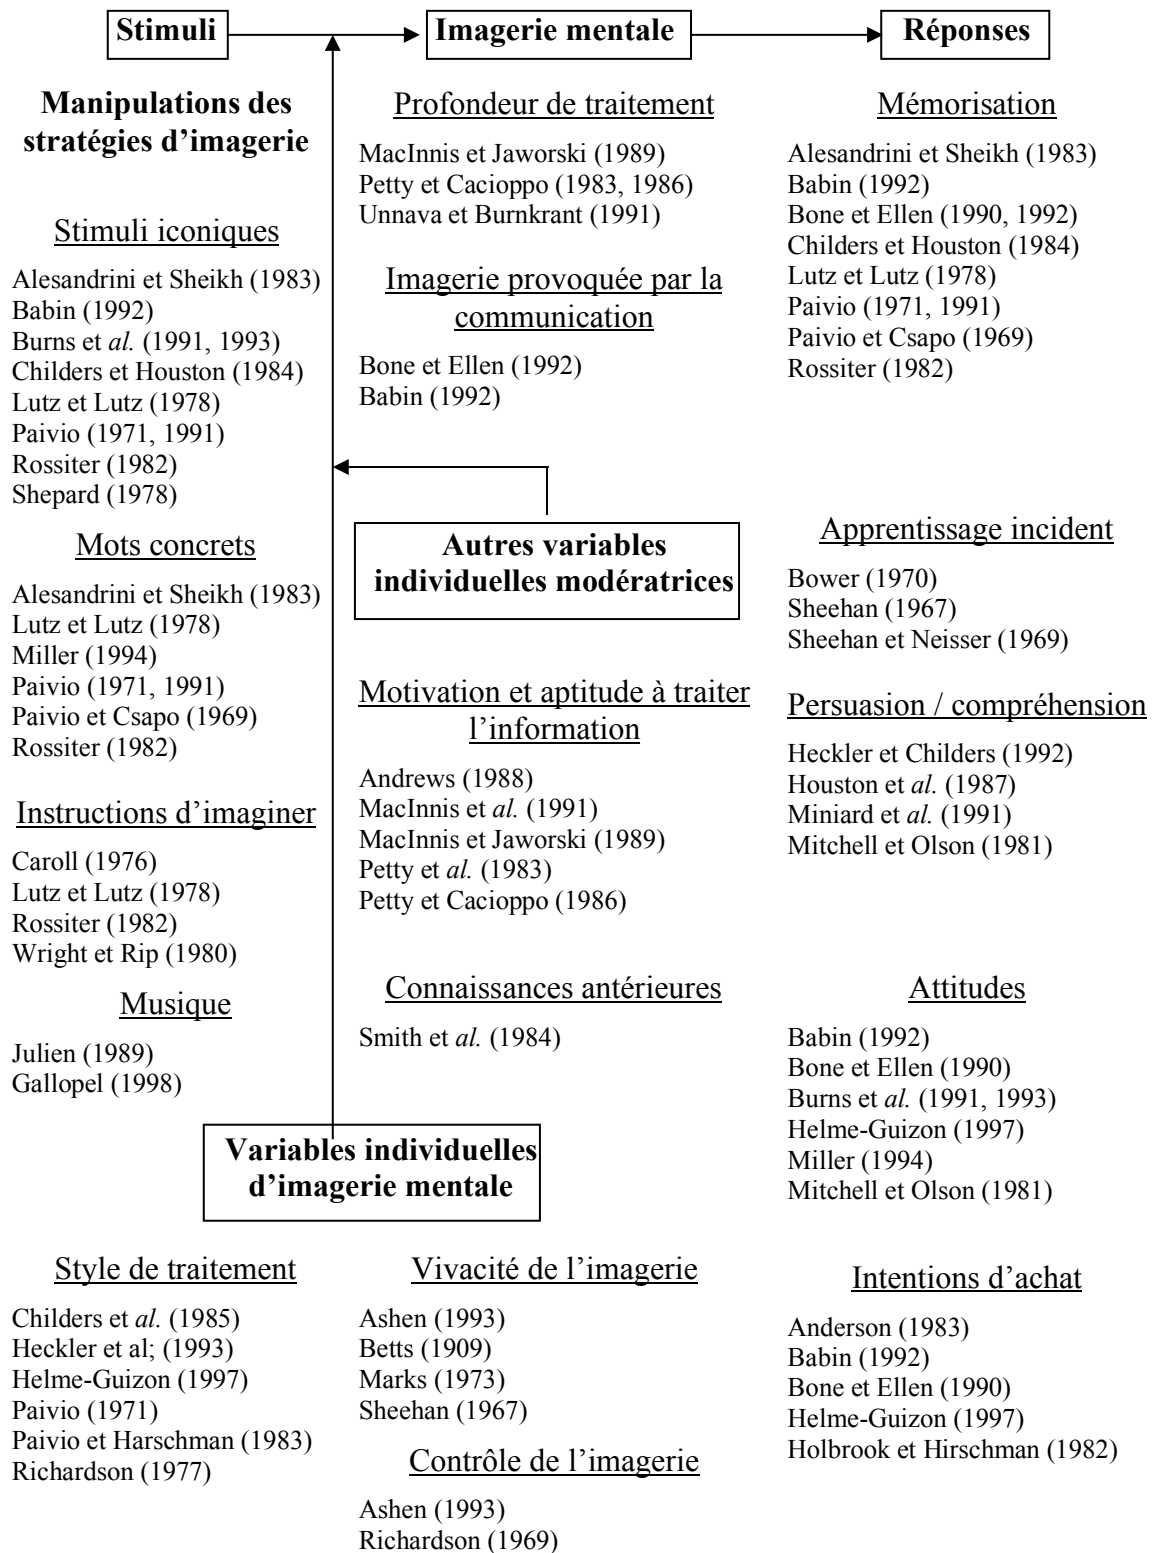 Stimuli
Imagerie mentale
Réponses
Manipulations des
stratégies d’imagerie
Stimuli iconiques
Alesandrini et Sheikh (1983)
Babin (1992)
Burns et al. (1991, 1993)
Childers et Houston (1984)
Lutz et Lutz (1978)
Paivio (1971, 1991)
Rossiter (1982)
Shepard (1978)
Mots concrets
Alesandrini et Sheikh (1983)
Lutz et Lutz (1978)
Miller (1994)
Paivio (1971, 1991)
Paivio et Csapo (1969)
Rossiter (1982)
Instructions d’imaginer
Caroll (1976)
Lutz et Lutz (1978)
Rossiter (1982)
Wright et Rip (1980)
Musique
Julien (1989)
Gallopel (1998)
Profondeur de traitement
MacInnis et Jaworski (1989)
Petty et Cacioppo (1983, 1986)
Unnava et Burnkrant (1991)
Imagerie provoquée par la
communication
Bone et Ellen (1992)
Babin (1992)
Autres variables
individuelles modératrices
Motivation et aptitude à traiter
l’information
Andrews (1988)
MacInnis et al. (1991)
MacInnis et Jaworski (1989)
Petty et al. (1983)
Petty et Cacioppo (1986)
Connaissances antérieures
Smith et al. (1984)
Mémorisation
Alesandrini et Sheikh (1983)
Babin (1992)
Bone et Ellen (1990, 1992)
Childers et Houston (1984)
Lutz et Lutz (1978)
Paivio (1971, 1991)
Paivio et Csapo (1969)
Rossiter (1982)
Apprentissage incident
Bower (1970)
Sheehan (1967)
Sheehan et Neisser (1969)
Persuasion / compréhension
Heckler et Childers (1992)
Houston et al. (1987)
Miniard et al. (1991)
Mitchell et Olson (1981)
Attitudes
Babin (1992)
Bone et Ellen (1990)
Burns et al. (1991, 1993)
Helme-Guizon (1997)
Miller (1994)
Mitchell et Olson (1981)
Variables individuelles
d’imagerie mentale
Style de traitement
Childers et al. (1985)
Heckler et al; (1993)
Helme-Guizon (1997)
Paivio (1971)
Paivio et Harschman (1983)
Richardson (1977)
Vivacité de l’imagerie
Ashen (1993)
Betts (1909)
Marks (1973)
Sheehan (1967)
Contrôle de l’imagerie
Ashen (1993)
Richardson (1969)
Intentions d’achat
Anderson (1983)
Babin (1992)
Bone et Ellen (1990)
Helme-Guizon (1997)
Holbrook et Hirschman (1982)